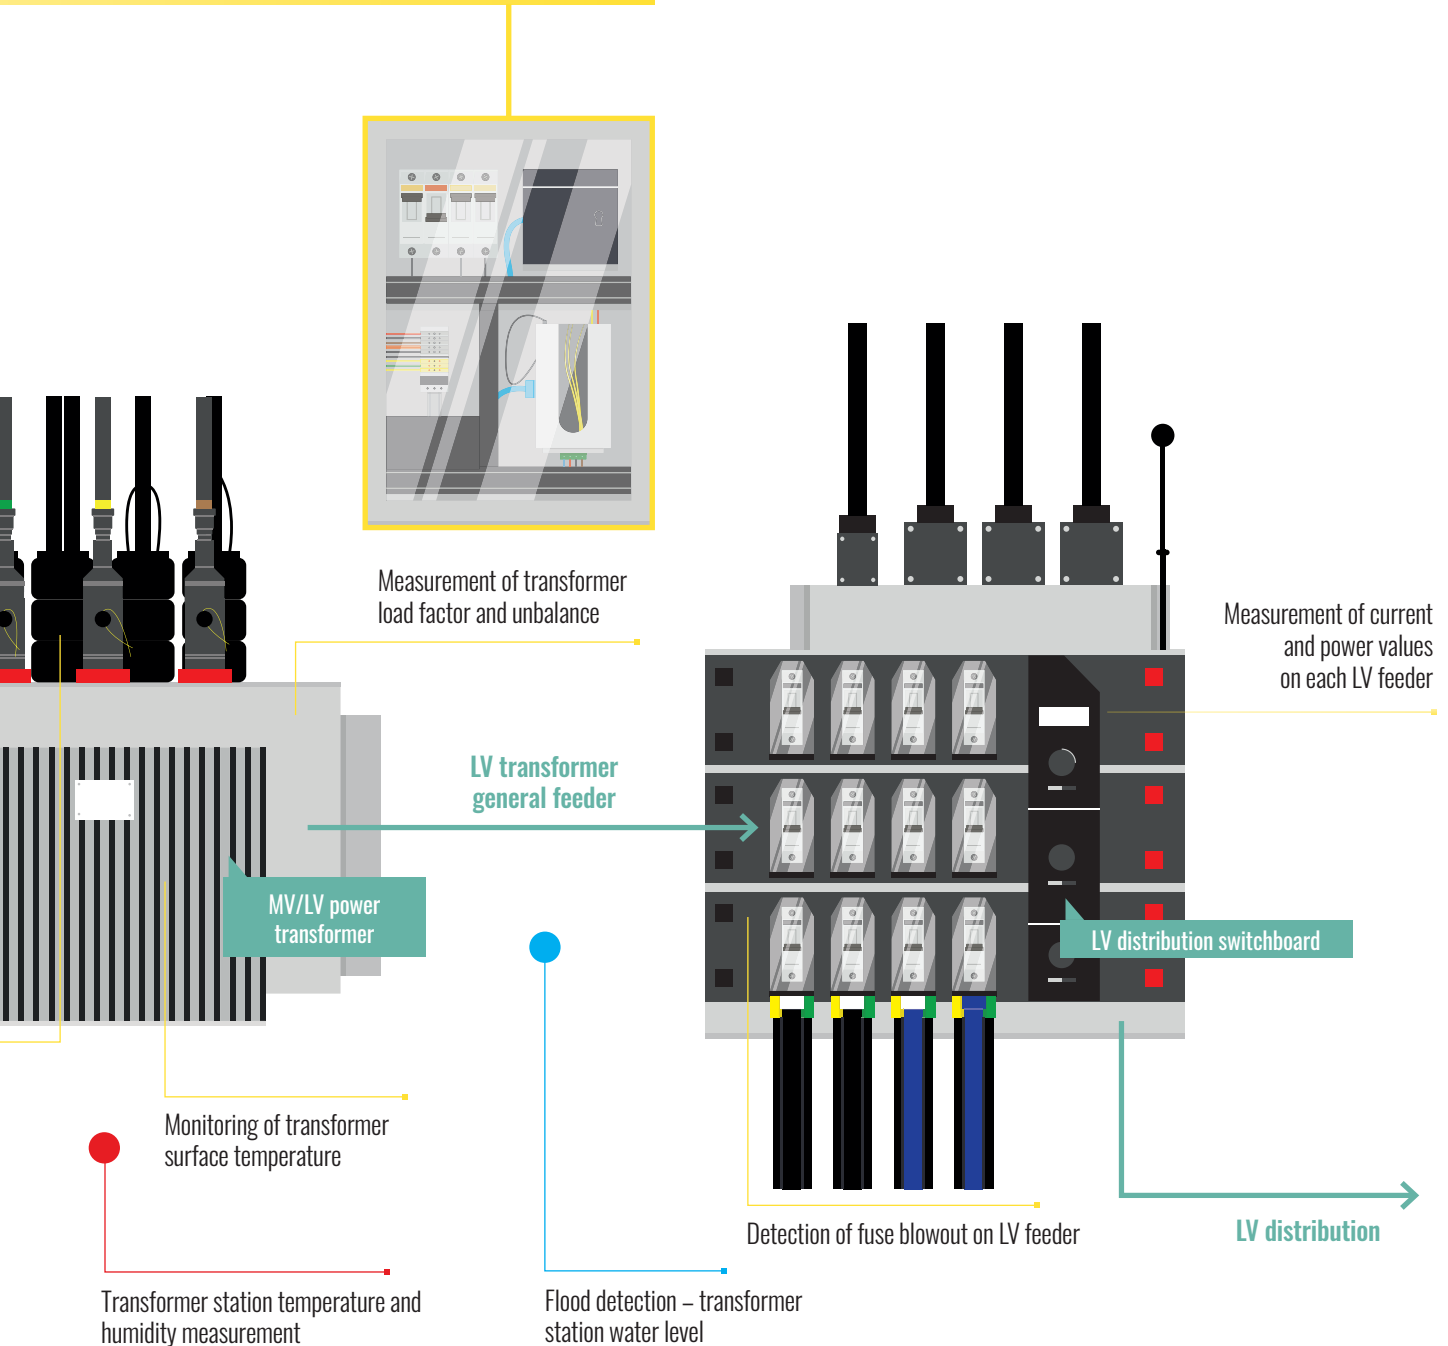 Measurement of transformer
load factor and unbalance
Measurement of current
and power values
on each LV feeder
LV transformer
general feeder
MV/LV power
transformer
LV distribution switchboard
Monitoring of transformer
surface temperature
Detection of fuse blowout on LV feeder
LV distribution
Transformer station temperature and
humidity measurement
Flood detection – transformer
station water level